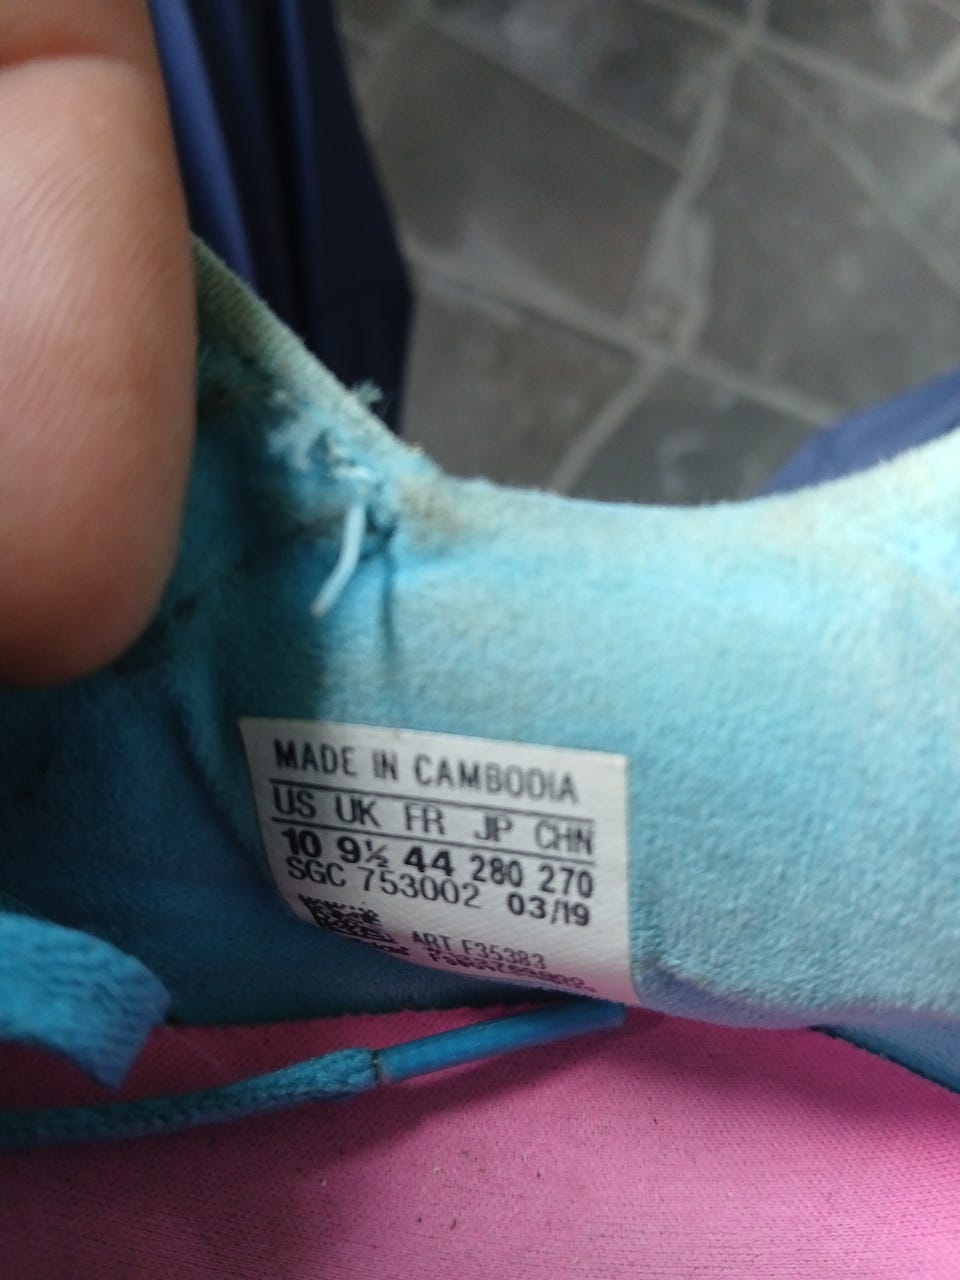 MADE IN CAMBODIA
US UK FR JP CHN
10 9½ 44 280 270
SGC 753002 03/19
ART F35383